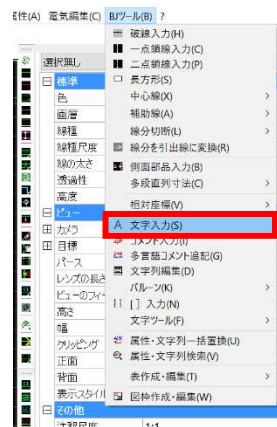 属性(A) 電気編集(C) BJツール(B) ?
選択無し
標準
色
画層
線種
線種尺度
線の太さ
透過性
高度
ビュー
カメラ
目標
パース
レンズの長さ
ビューのフィー
高さ
幅
クリッピング
正面
背面
表示スタイル
その他
注釈尺度 1:1
破線入力(H)
一点鎖線入力(C)
二点鎖線入力(P)
長方形(S)
中心線(X)
補助線(A)
線分切断(L)
線分を引出線に変換(R)
側面部品入力(B)
多段直列寸法(C)
相対座標(V)
文字入力(S)
コメント入力(I)
多言語コメント追記(G)
文字列編集(D)
バルーン(K)
[ ] 入力(N)
文字ツール(F)
属性・文字列一括置換(U)
属性・文字列検索(V)
表作成・編集(T)
図枠作成・編集(W)